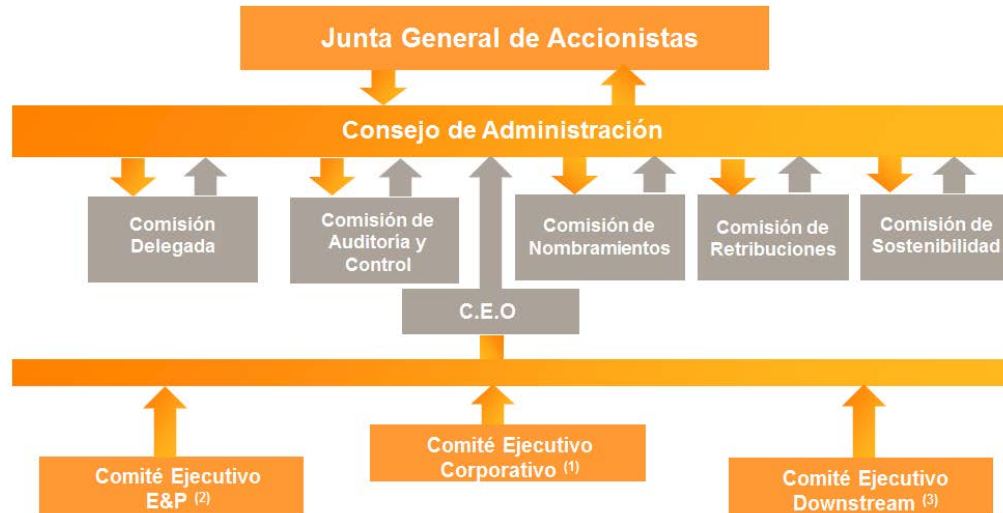 Junta General de Accionistas
Consejo de Administración
Comisión
Delegada
Comisión de
Auditoría y
Control
Comisión de
Nombramientos
Comisión de
Retribuciones
Comisión de
Sostenibilidad
C.E.O
Comité Ejecutivo
E&P (2)
Comité Ejecutivo
Corporativo (1)
Comité Ejecutivo
Downstream (3)